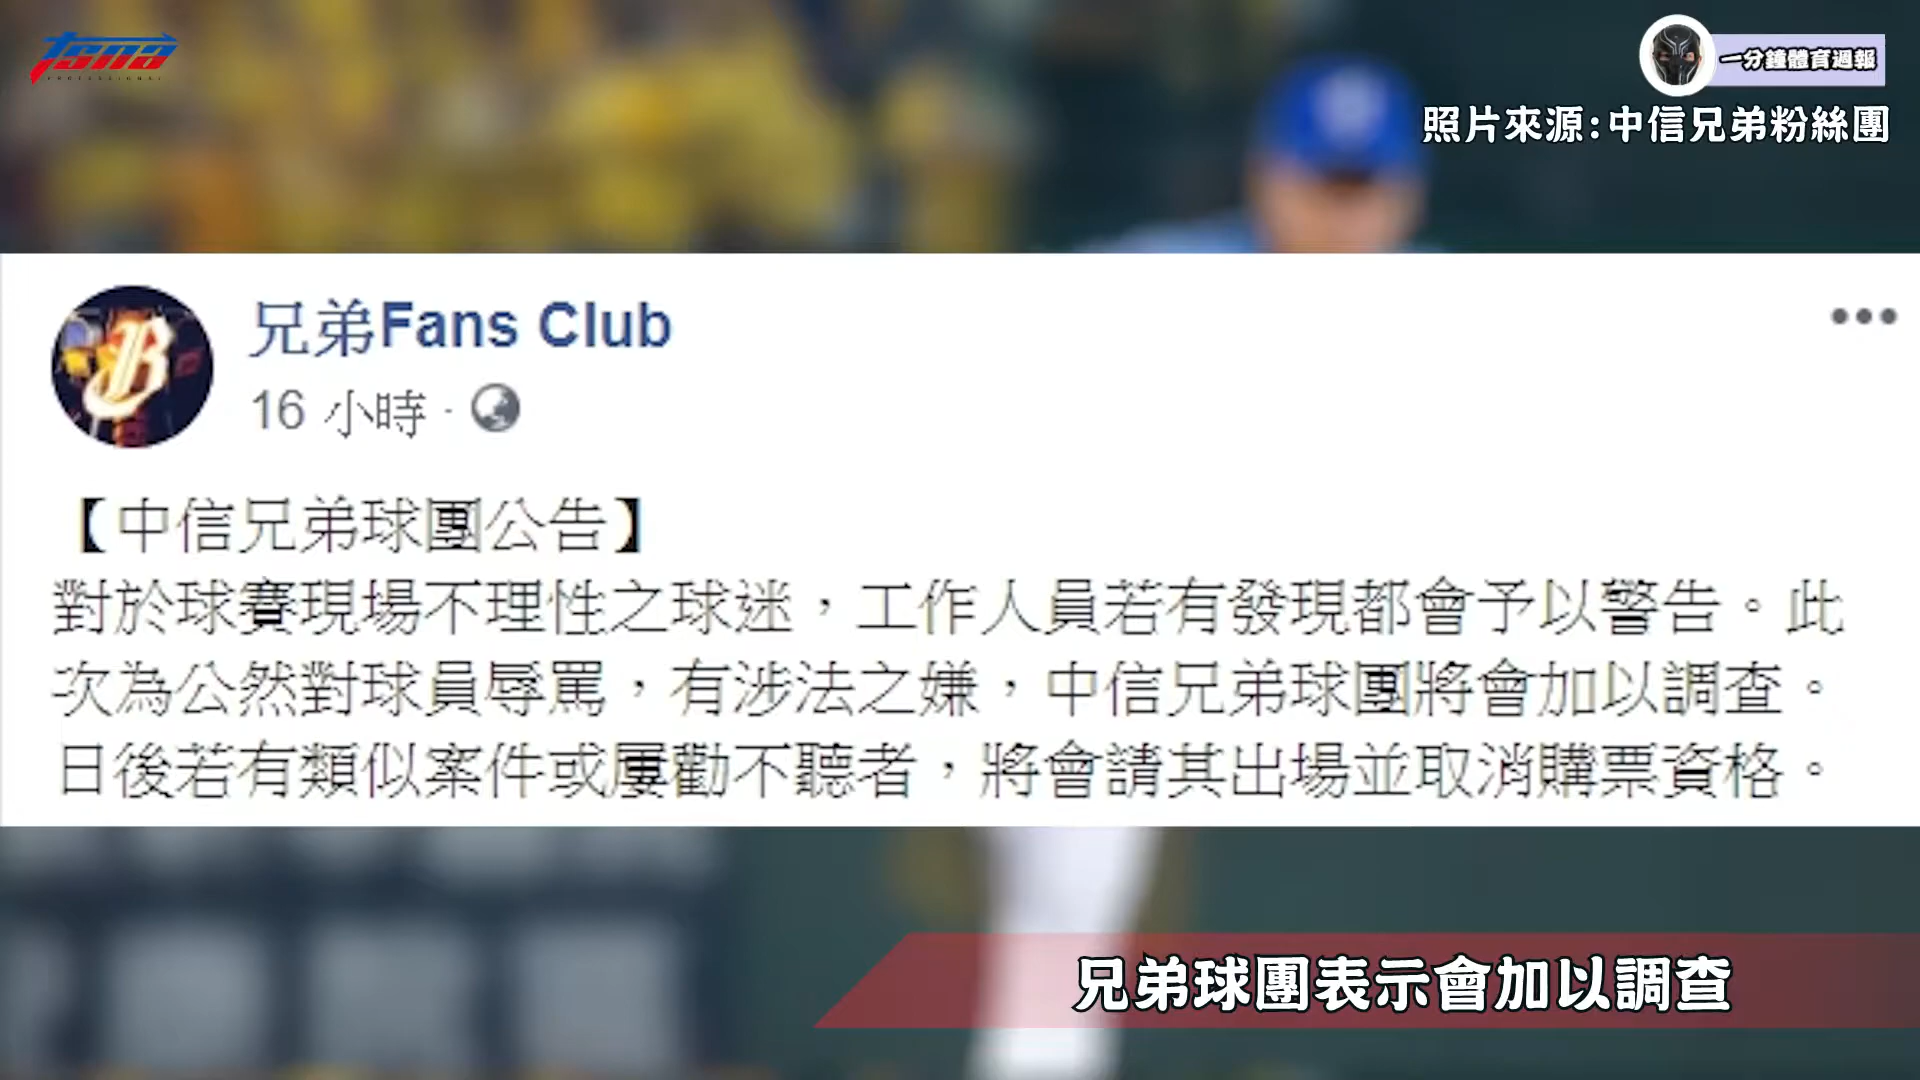 tsna
PROFESSIONAL
一分鐘體育週報
照片來源:中信兄弟粉絲團
兄弟Fans Club
16 小時 ·
【中信兄弟球團公告】
對於球賽現場不理性之球迷，工作人員若有發現都會予以警告。此
次為公然對球員辱罵，有涉法之嫌，中信兄弟球團將會加以調查。
日後若有類似案件或屢勸不聽者，將會請其出場並取消購票資格。
兄弟球團表示會加以調查